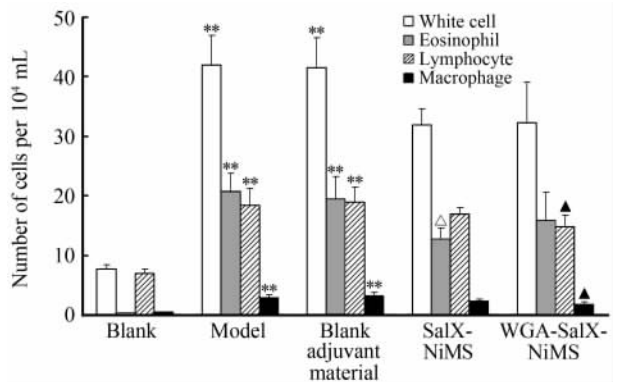 50
40
30
20
10
0
Number of cells per 10⁴ mL
White cell
Eosinophil
Lymphocyte
Macrophage
**
**
**
**
**
**
**
**
△
▲
▲
Blank
Model
Blank
adjuvant
material
SalX-
NiMS
WGA-SalX-
NiMS